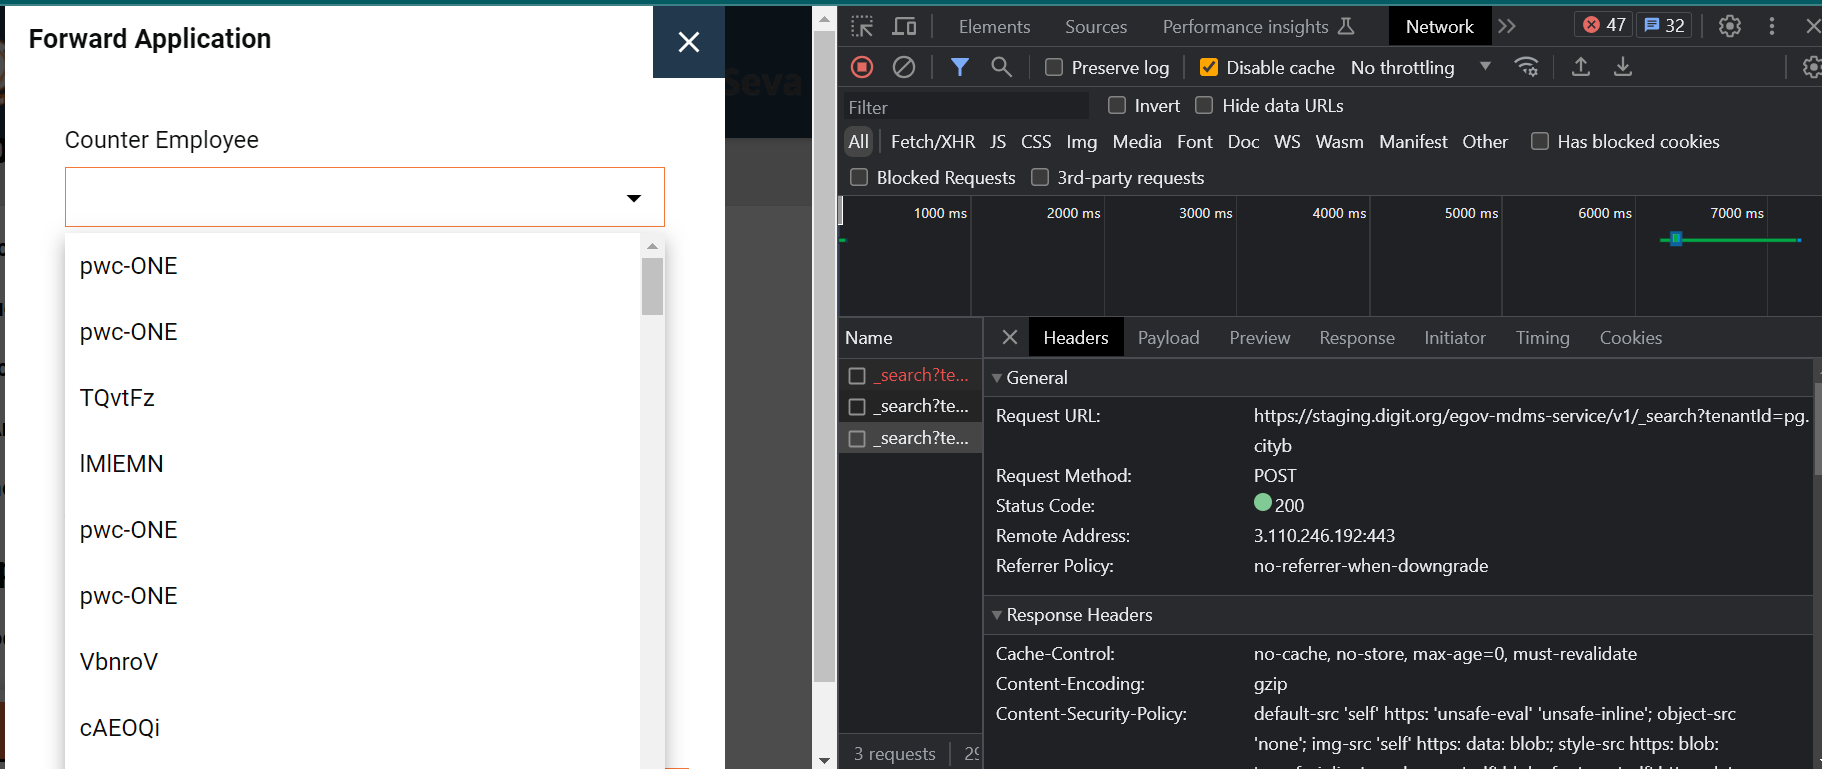 Forward Application
Seva
Counter Employee
pwc-ONE
pwc-ONE
TQvtFz
lMlEMN
pwc-ONE
pwc-ONE
VbnroV
cAEOQi
Elements Sources Performance insights Network 47 32
Preserve log Disable cache No throttling
Filter Invert Hide data URLs
All Fetch/XHR JS CSS Img Media Font Doc WS Wasm Manifest Other Has blocked cookies
Blocked Requests 3rd-party requests
1000 ms 2000 ms 3000 ms 4000 ms 5000 ms 6000 ms 7000 ms
Name
_search?te...
_search?te...
_search?te...
3 requests
Headers Payload Preview Response Initiator Timing Cookies
General
Request URL: https://staging.digit.org/egov-mdms-service/v1/_search?tenantId=pg.
cityb
Request Method: POST
Status Code: 200
Remote Address: 3.110.246.192:443
Referrer Policy: no-referrer-when-downgrade
Response Headers
Cache-Control: no-cache, no-store, max-age=0, must-revalidate
Content-Encoding: gzip
Content-Security-Policy: default-src 'self' https: 'unsafe-eval' 'unsafe-inline'; object-src
'none'; img-src 'self' https: data: blob:; style-src https: blob: